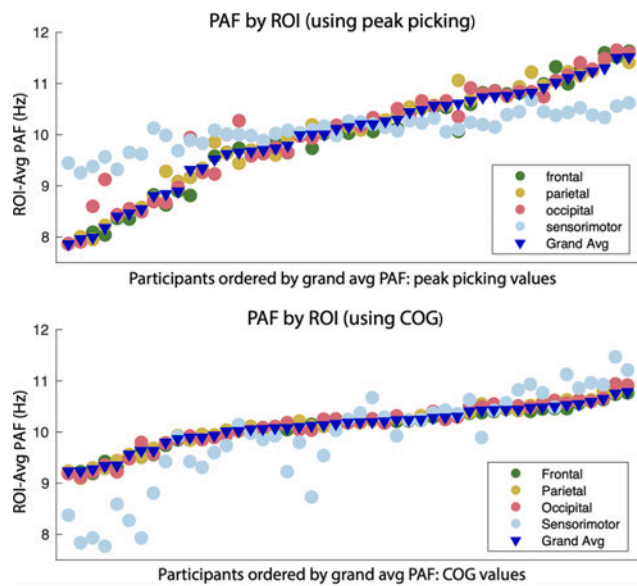 PAF by ROI (using peak picking)
12
11
10
9
8
ROI-Avg PAF (Hz)
frontal
parietal
occipital
sensorimotor
Grand Avg
Participants ordered by grand avg PAF: peak picking values
PAF by ROI (using COG)
12
11
10
9
8
ROI-Avg PAF (Hz)
Frontal
Parietal
Occipital
Sensorimotor
Grand Avg
Participants ordered by grand avg PAF: COG values